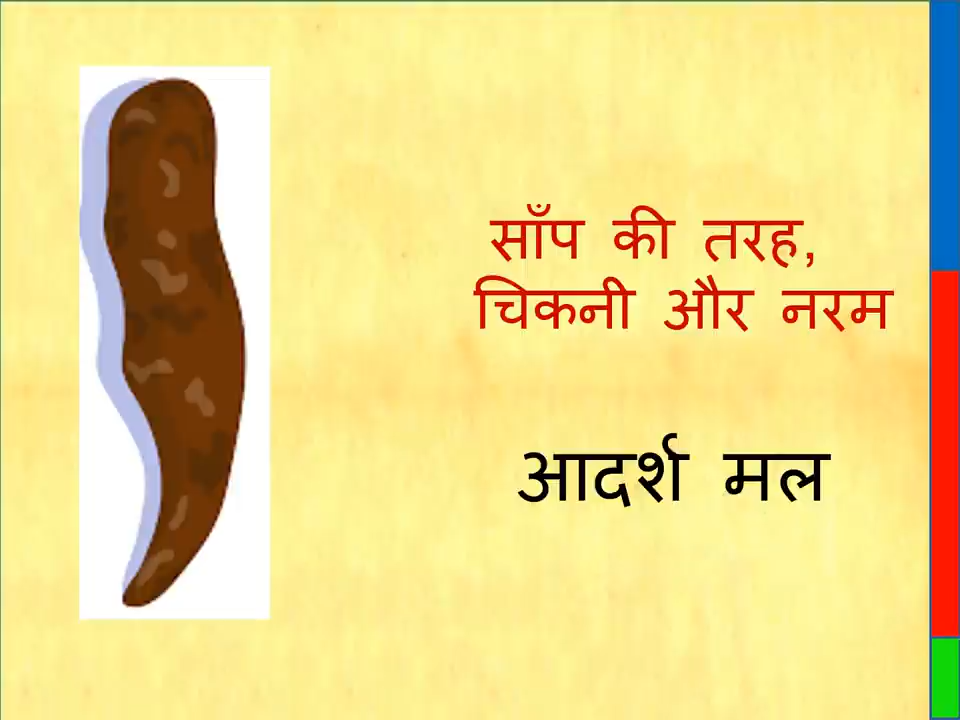 साँप की तरह,
चिकनी और नरम
आदर्श मल